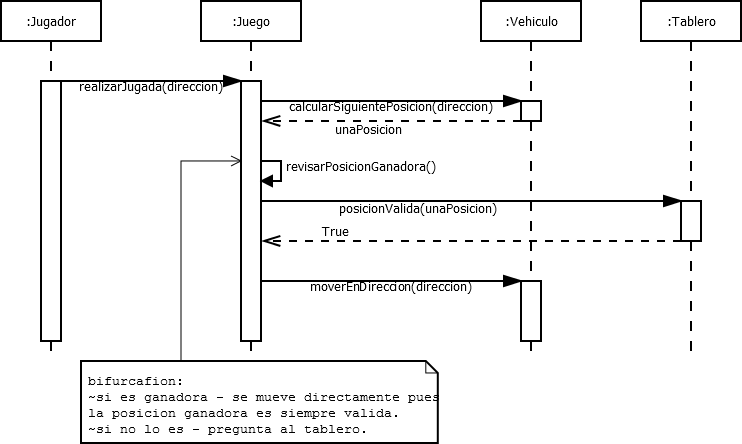 :Jugador
:Juego
:Vehiculo
:Tablero
realizarJugada(direccion)
calcularSiguientePosicion(direccion)
unaPosicion
revisarPosicionGanadora()
posicionValida(unaPosicion)
True
moverEnDireccion(direccion)
bifurcafion:
~si es ganadora - se mueve directamente pues
la posicion ganadora es siempre valida.
~si no lo es - pregunta al tablero.